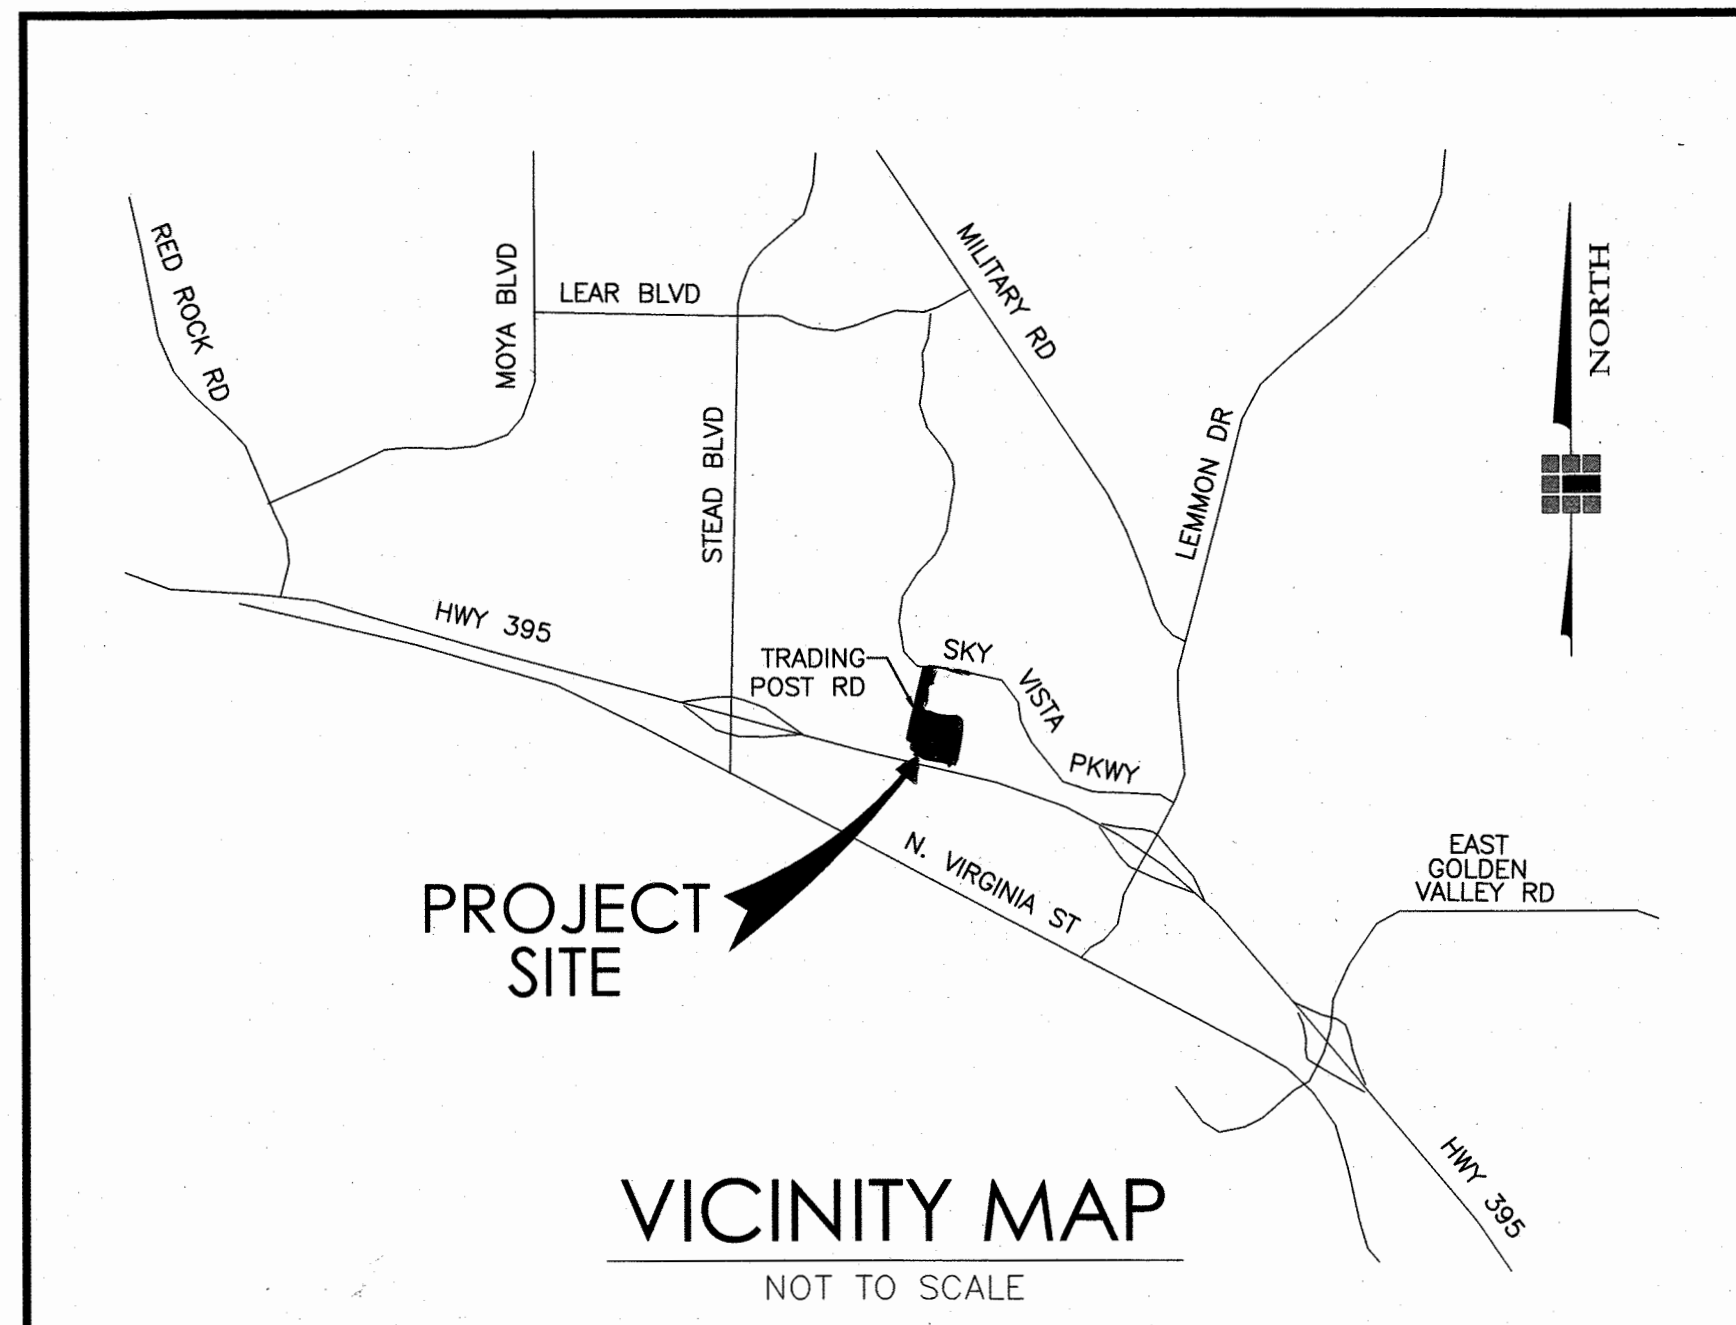 RED ROCK RD
MOYA BLVD
LEAR BLVD
STEAD BLVD
MILITARY RD
LEMMON DR
NORTH
HWY 395
TRADING
POST RD
SKY
VISTA
PKWY
N. VIRGINIA ST
EAST
GOLDEN
VALLEY RD
PROJECT
SITE
HWY 395
VICINITY MAP
NOT TO SCALE